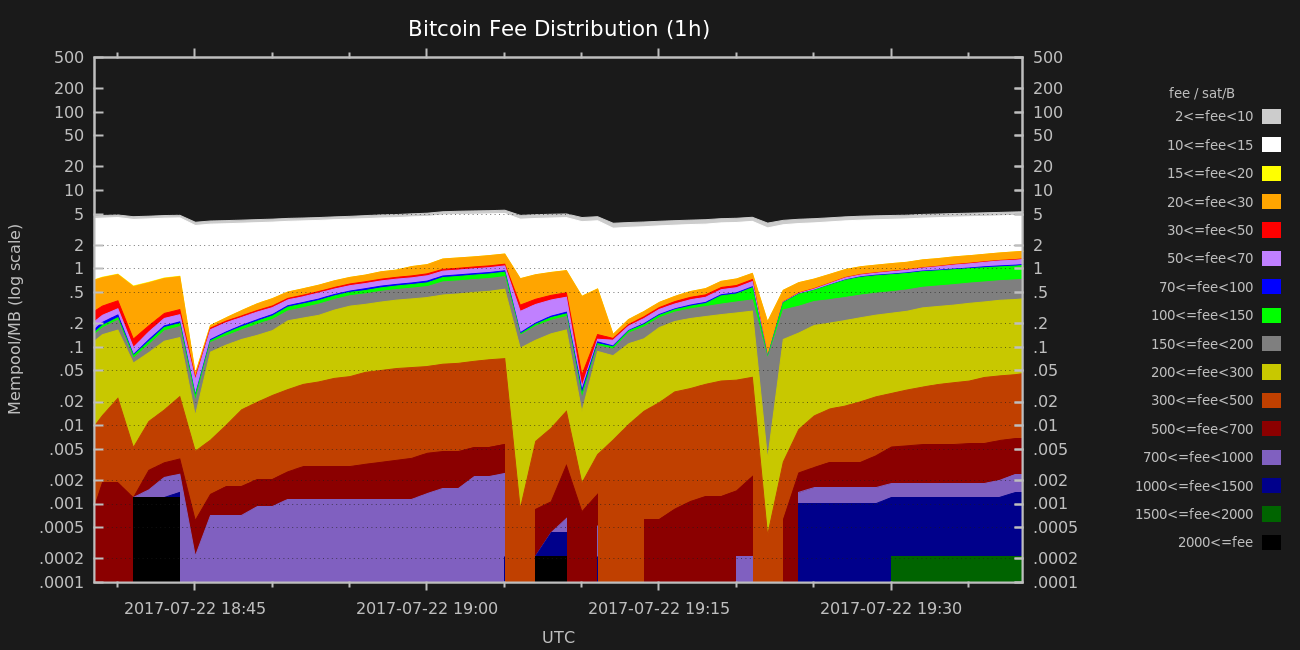 Bitcoin Fee Distribution (1h)
Mempool/MB (log scale)
500
200
100
50
20
10
5
2
1
.5
.2
.1
.05
.02
.01
.005
.002
.001
.0005
.0002
.0001
500
200
100
50
20
10
5
2
1
.5
.2
.1
.05
.02
.01
.005
.002
.001
.0005
.0002
.0001
2017-07-22 18:45
2017-07-22 19:00
2017-07-22 19:15
2017-07-22 19:30
UTC
fee / sat/B
2<=fee<10
10<=fee<15
15<=fee<20
20<=fee<30
30<=fee<50
50<=fee<70
70<=fee<100
100<=fee<150
150<=fee<200
200<=fee<300
300<=fee<500
500<=fee<700
700<=fee<1000
1000<=fee<1500
1500<=fee<2000
2000<=fee